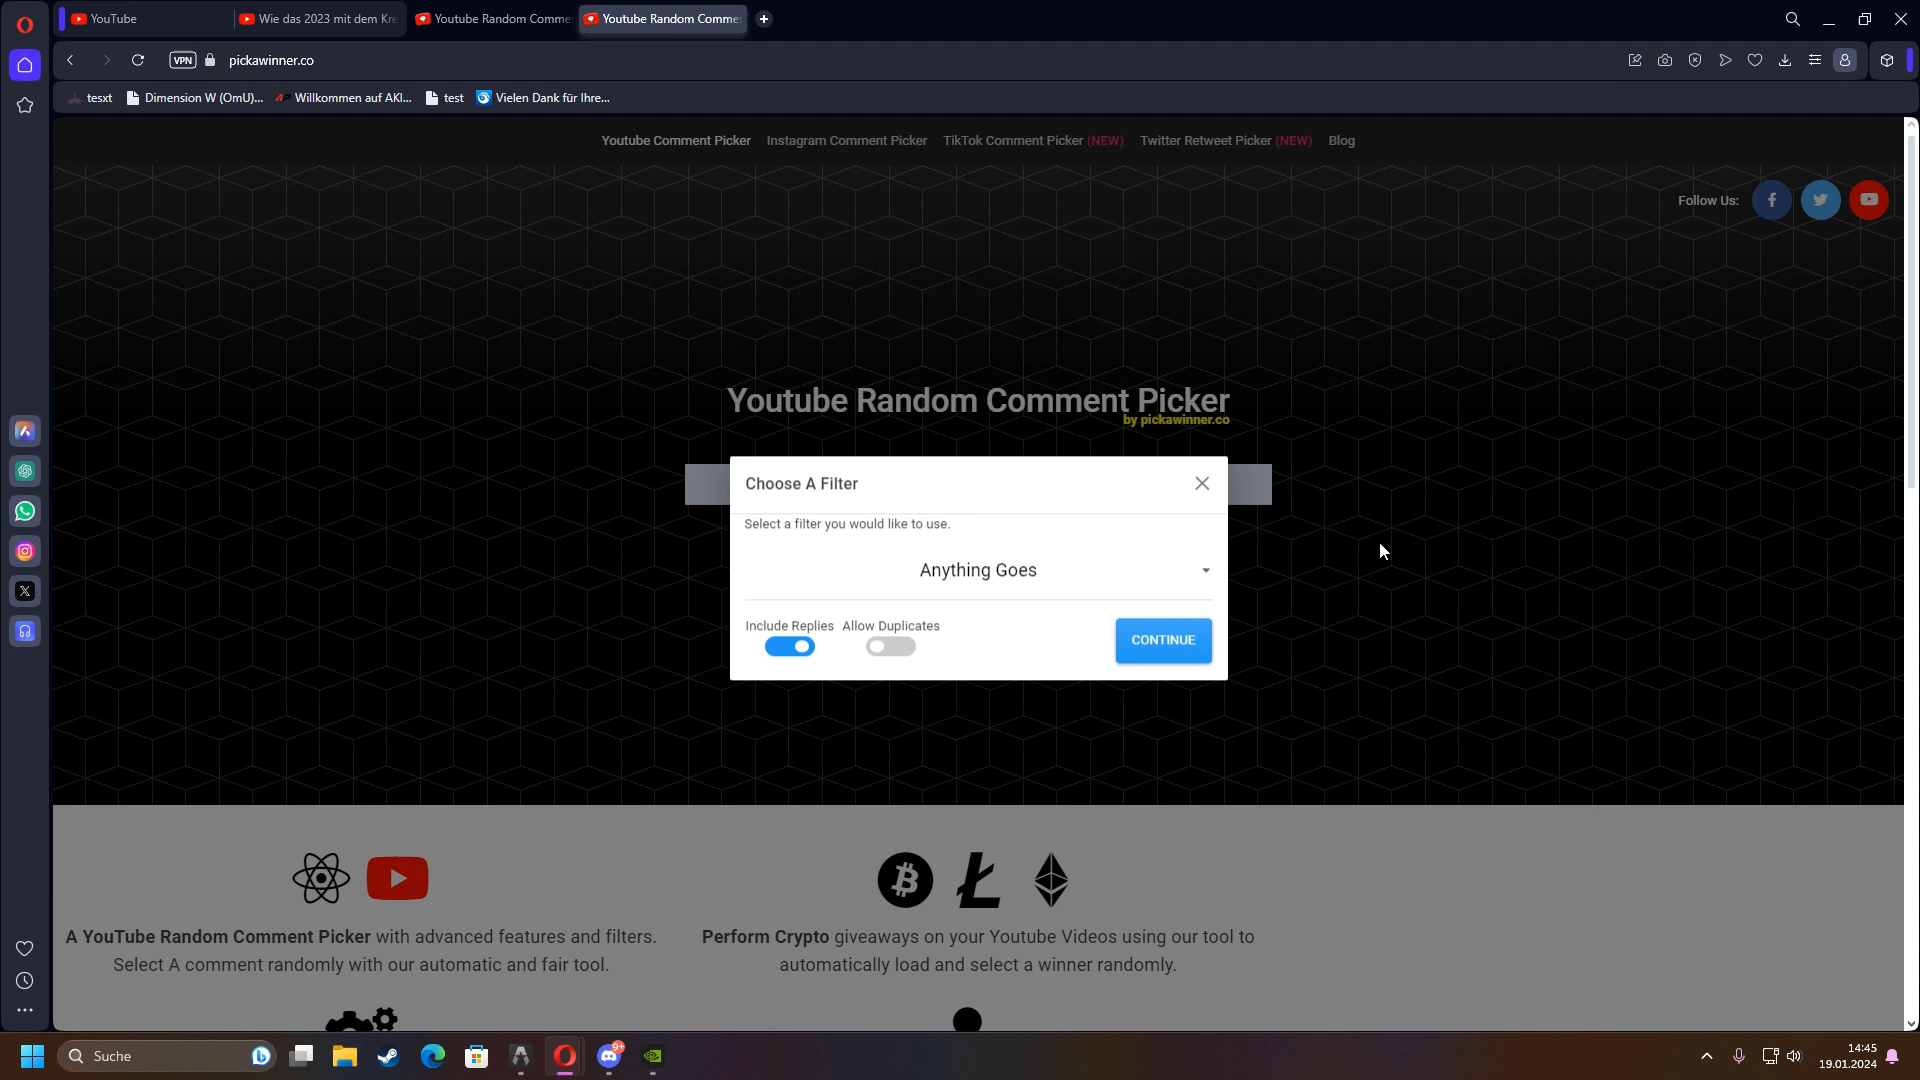 YouTube
Wie das 2023 mit dem Kre
Youtube Random Comme
Youtube Random Comme
VPN
pickawinner.co
tesxt
Dimension W (OmU)...
Willkommen auf AKI...
test
Vielen Dank für Ihre...
Youtube Comment Picker
Instagram Comment Picker
TikTok Comment Picker (NEW)
Twitter Retweet Picker (NEW)
Blog
Follow Us:
Youtube Random Comment Picker
by pickawinner.co
Choose A Filter
Select a filter you would like to use.
Anything Goes
Include Replies
Allow Duplicates
CONTINUE
A YouTube Random Comment Picker with advanced features and filters.
Select A comment randomly with our automatic and fair tool.
Perform Crypto giveaways on your Youtube Videos using our tool to
automatically load and select a winner randomly.
Suche
9+
14:45
19.01.2024